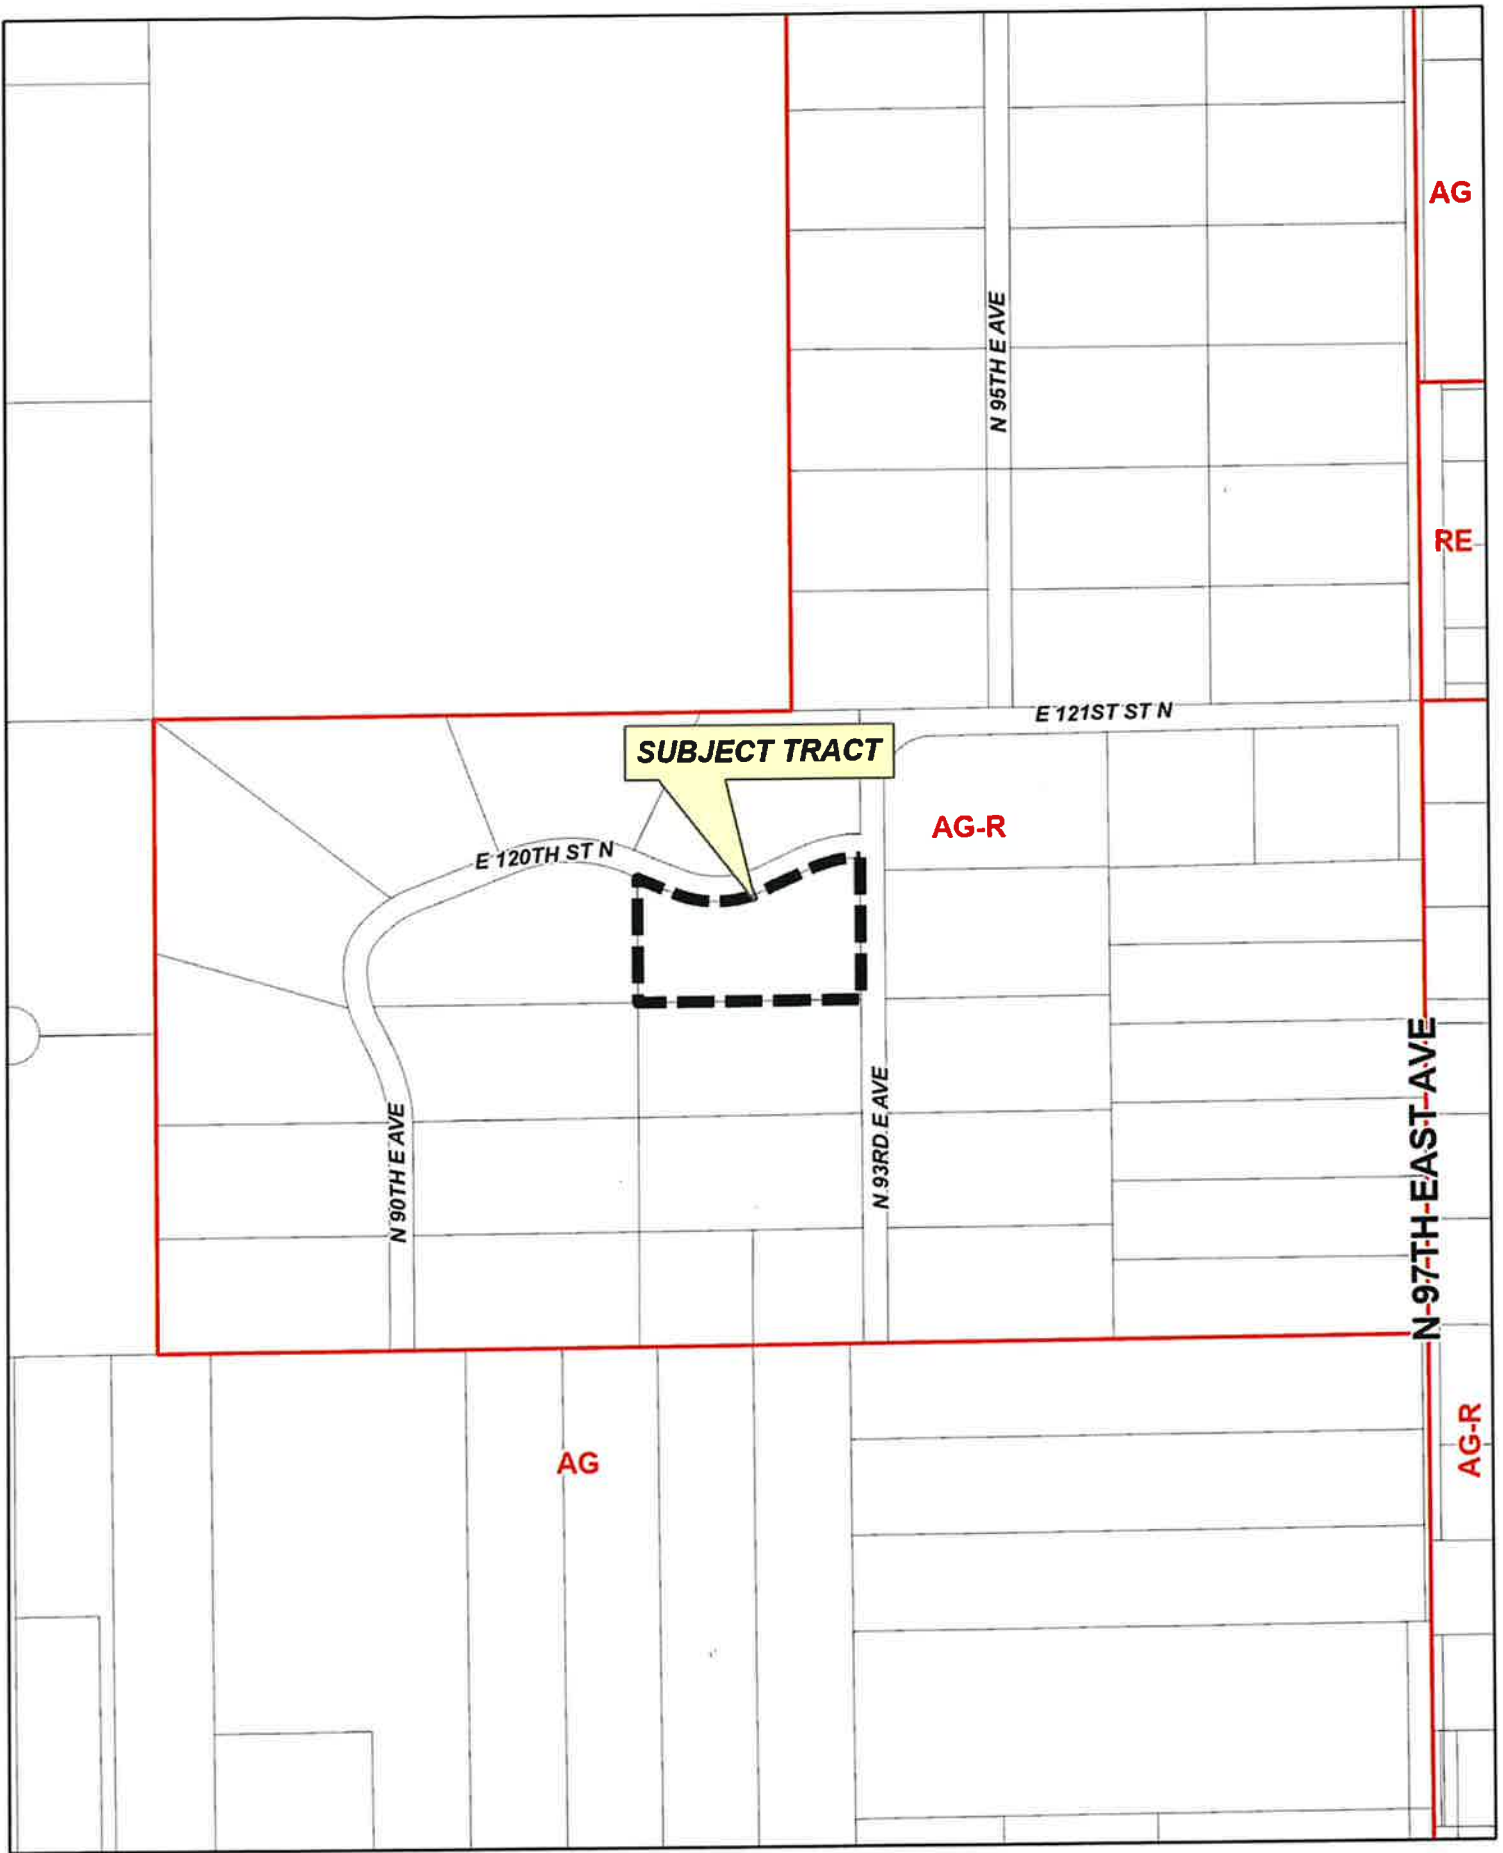 AG
N 95TH E AVE
RE
E 121ST ST N
SUBJECT TRACT
AG-R
E 120TH ST N
N 97TH EAST AVE
N 93RD E AVE
N 90TH E AVE
AG
AG-R